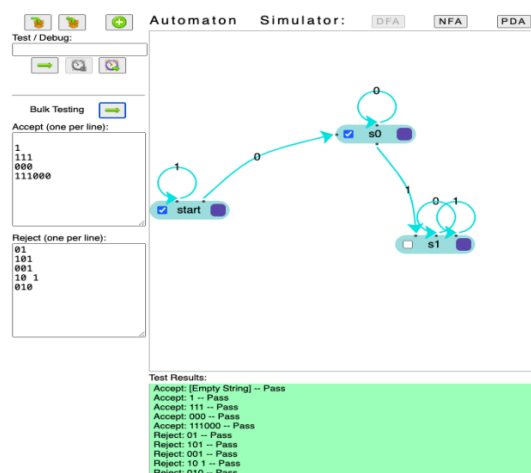 Automaton Simulator: DFA NFA PDA
Test / Debug:
Bulk Testing
Accept (one per line):
1
111
000
111000
Reject (one per line):
01
101
001
10 1
010
0
s0
1
0
start
1
0 1
s1
Test Results:
Accept: [Empty String] -- Pass
Accept: 1 -- Pass
Accept: 111 -- Pass
Accept: 000 -- Pass
Accept: 111000 -- Pass
Reject: 01 -- Pass
Reject: 101 -- Pass
Reject: 001 -- Pass
Reject: 10 1 -- Pass
Reject: 010 -- Pass